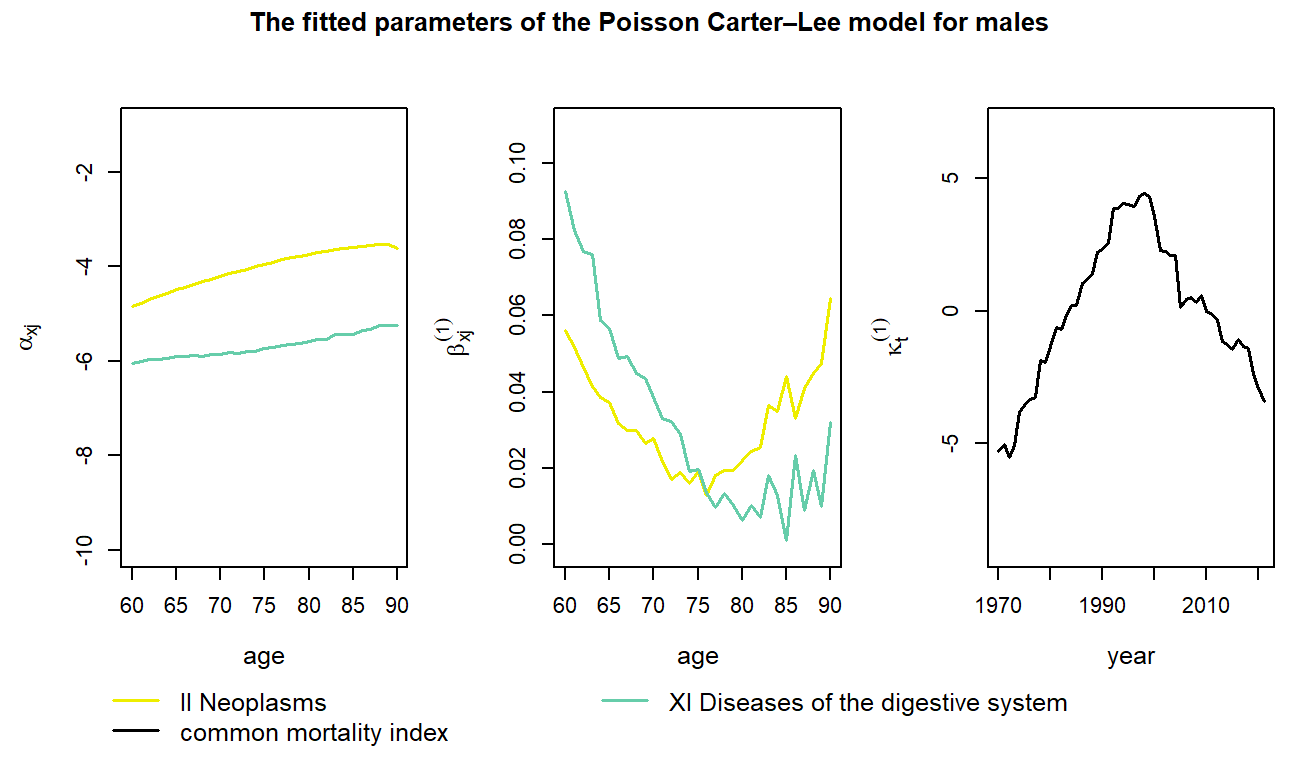 The fitted parameters of the Poisson Carter–Lee model for males
αxj
-2
-4
-6
-8
-10
60 65 70 75 80 85 90
age
βxj(1)
0.10
0.08
0.06
0.04
0.02
0.00
60 65 70 75 80 85 90
age
κt(1)
5
0
-5
1970 1990 2010
year
II Neoplasms
XI Diseases of the digestive system
common mortality index